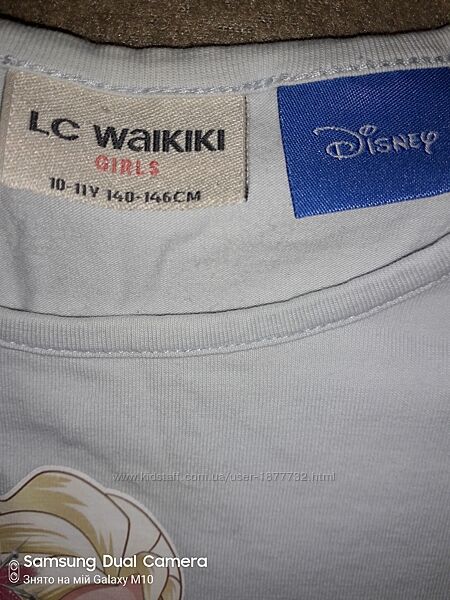 LC WAIKIKI
GIRLS
10-11Y 140-146CM
Disney
www.kidstaff.com.ua/user-1877732.html
Samsung Dual Camera
Знято на мій Galaxy M10